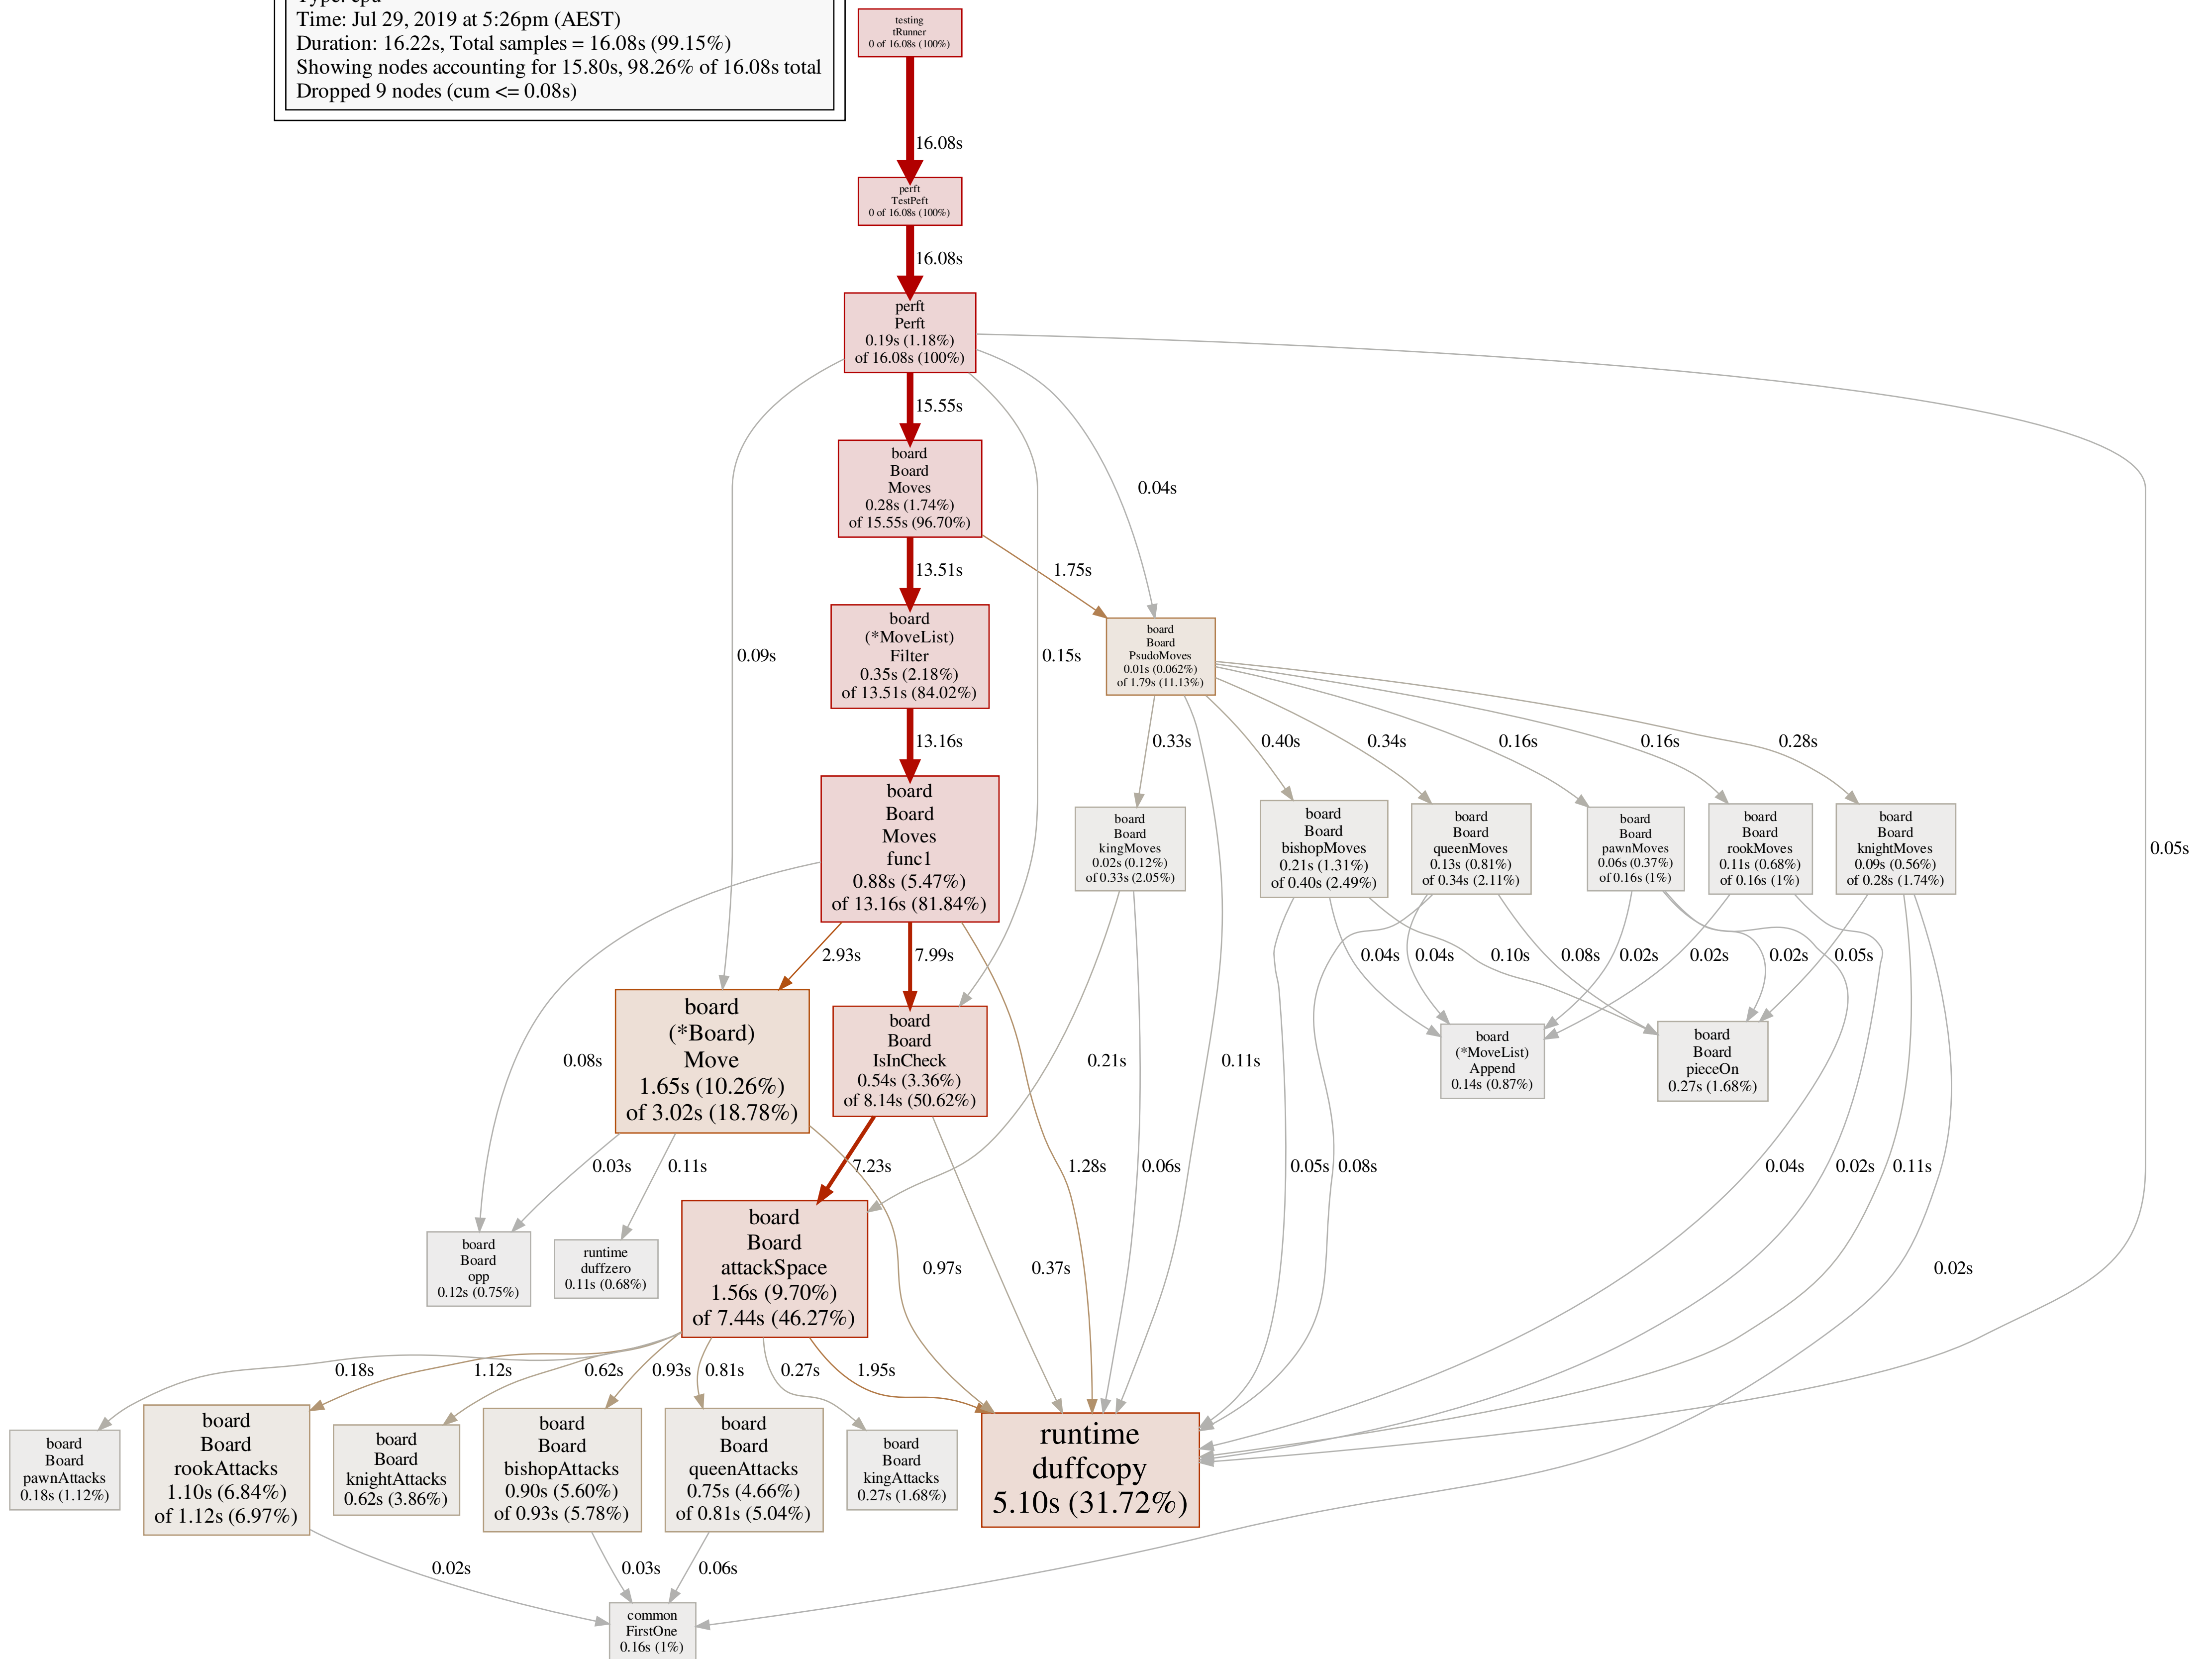 Type: cpu
Time: Jul 29, 2019 at 5:26pm (AEST)
Duration: 16.22s, Total samples = 16.08s (99.15%)
Showing nodes accounting for 15.80s, 98.26% of 16.08s total
Dropped 9 nodes (cum <= 0.08s)
testing
tRunner
0 of 16.08s (100%)
16.08s
perft
TestPeft
0 of 16.08s (100%)
16.08s
perft
Perft
0.19s (1.18%)
of 16.08s (100%)
15.55s
board
Board
Moves
0.28s (1.74%)
of 15.55s (96.70%)
0.04s
13.51s
1.75s
board
(*MoveList)
Filter
0.35s (2.18%)
of 13.51s (84.02%)
0.09s
0.15s
board
Board
PsudoMoves
0.01s (0.062%)
of 1.79s (11.13%)
13.16s
0.33s
0.40s
0.34s
0.16s
0.16s
0.28s
board
Board
Moves
func1
0.88s (5.47%)
of 13.16s (81.84%)
board
Board
kingMoves
0.02s (0.12%)
of 0.33s (2.05%)
board
Board
bishopMoves
0.21s (1.31%)
of 0.40s (2.49%)
board
Board
queenMoves
0.13s (0.81%)
of 0.34s (2.11%)
board
Board
pawnMoves
0.06s (0.37%)
of 0.16s (1%)
board
Board
rookMoves
0.11s (0.68%)
of 0.16s (1%)
board
Board
knightMoves
0.09s (0.56%)
of 0.28s (1.74%)
0.05s
2.93s
7.99s
0.04s
0.04s
0.10s
0.08s
0.02s
0.02s
0.02s
0.05s
board
(*Board)
Move
1.65s (10.26%)
of 3.02s (18.78%)
board
Board
IsInCheck
0.54s (3.36%)
of 8.14s (50.62%)
board
(*MoveList)
Append
0.14s (0.87%)
board
Board
pieceOn
0.27s (1.68%)
0.08s
0.21s
0.11s
0.03s
0.11s
7.23s
1.28s
0.06s
0.05s
0.08s
0.04s
0.02s
0.11s
board
Board
opp
0.12s (0.75%)
runtime
duffzero
0.11s (0.68%)
board
Board
attackSpace
1.56s (9.70%)
of 7.44s (46.27%)
0.97s
0.37s
0.02s
0.18s
1.12s
0.62s
0.93s
0.81s
0.27s
1.95s
board
Board
pawnAttacks
0.18s (1.12%)
board
Board
rookAttacks
1.10s (6.84%)
of 1.12s (6.97%)
board
Board
knightAttacks
0.62s (3.86%)
board
Board
bishopAttacks
0.90s (5.60%)
of 0.93s (5.78%)
board
Board
queenAttacks
0.75s (4.66%)
of 0.81s (5.04%)
board
Board
kingAttacks
0.27s (1.68%)
runtime
duffcopy
5.10s (31.72%)
0.02s
0.03s
0.06s
common
FirstOne
0.16s (1%)